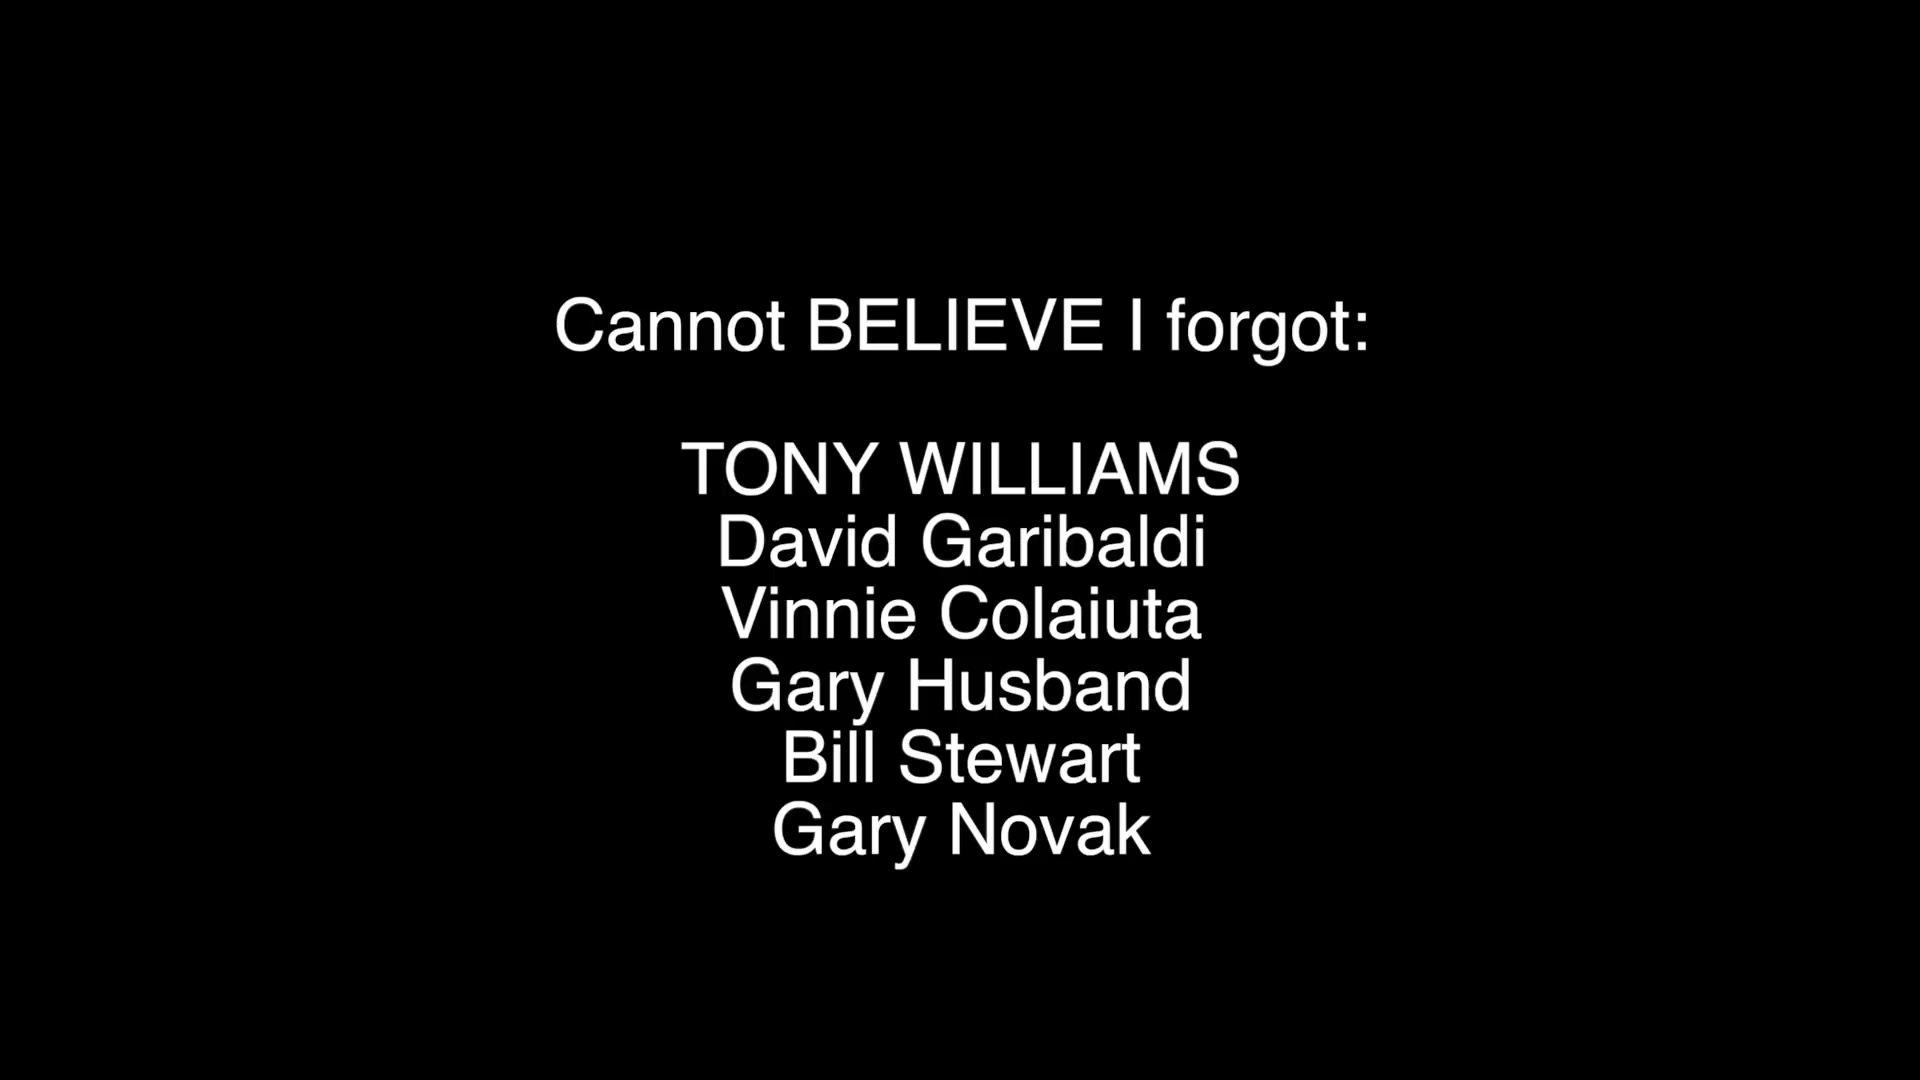 Cannot BELIEVE I forgot:
TONY WILLIAMS
David Garibaldi
Vinnie Colaiuta
Gary Husband
Bill Stewart
Gary Novak